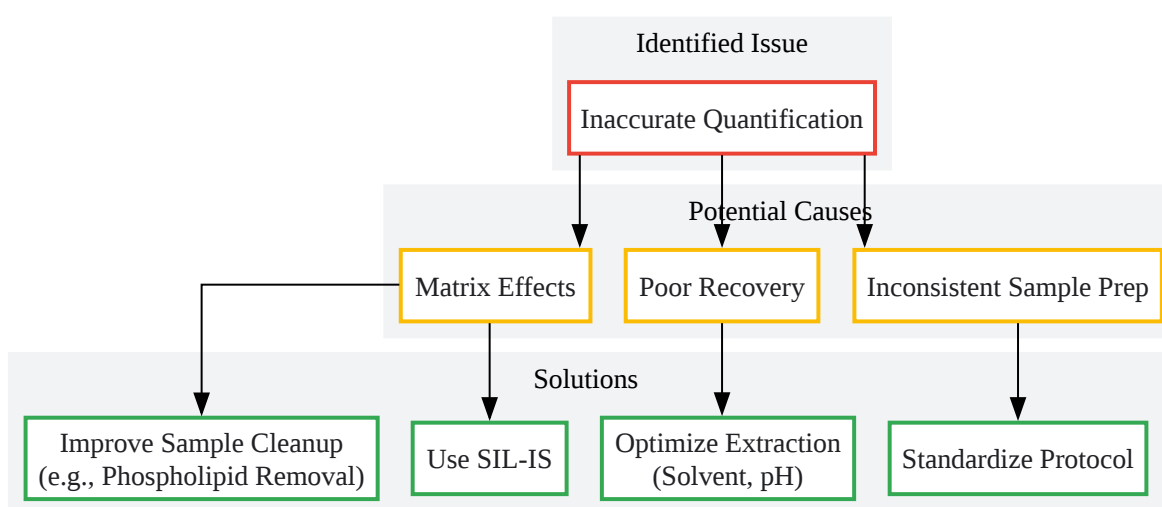 Identified Issue
Inaccurate Quantification
Potential Causes
Matrix Effects
Poor Recovery
Inconsistent Sample Prep
Solutions
Improve Sample Cleanup
(e.g., Phospholipid Removal)
Use SIL-IS
Optimize Extraction
(Solvent, pH)
Standardize Protocol